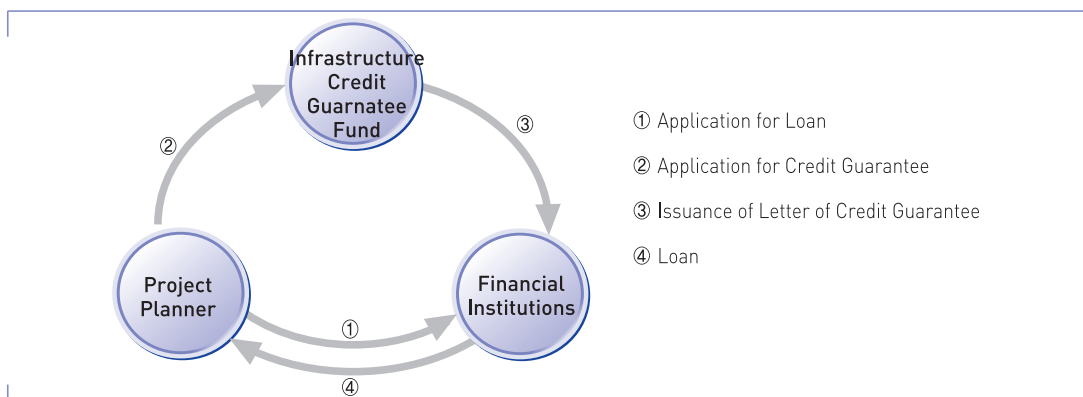 Infrastructure
Credit
Guarnatee
Fund
②
③
Project
Planner
Financial
Institutions
①
④
① Application for Loan
② Application for Credit Guarantee
③ Issuance of Letter of Credit Guarantee
④ Loan